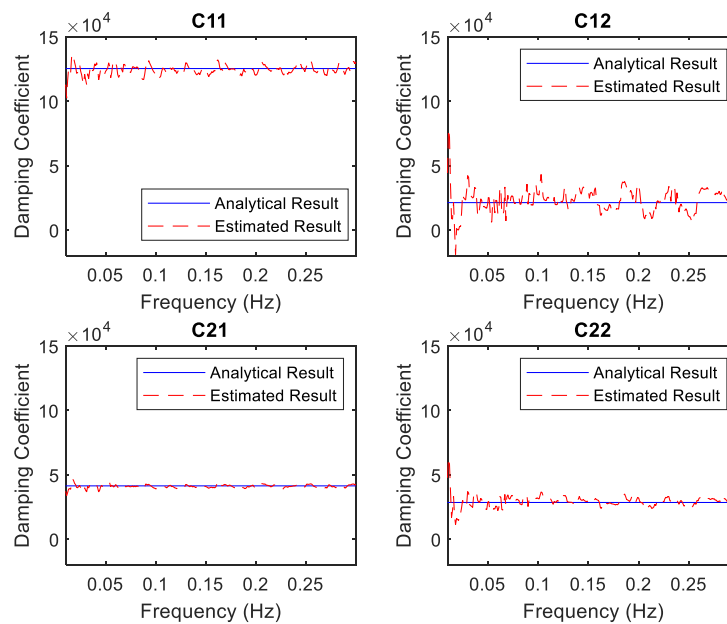 C11
×10⁴
15
10
5
0
Damping Coefficient
Analytical Result
Estimated Result
0.05 0.1 0.15 0.2 0.25
Frequency (Hz)
C12
×10⁴
15
10
5
0
Damping Coefficient
Analytical Result
Estimated Result
0.05 0.1 0.15 0.2 0.25
Frequency (Hz)
C21
×10⁴
15
10
5
0
Damping Coefficient
Analytical Result
Estimated Result
0.05 0.1 0.15 0.2 0.25
Frequency (Hz)
C22
×10⁴
15
10
5
0
Damping Coefficient
Analytical Result
Estimated Result
0.05 0.1 0.15 0.2 0.25
Frequency (Hz)